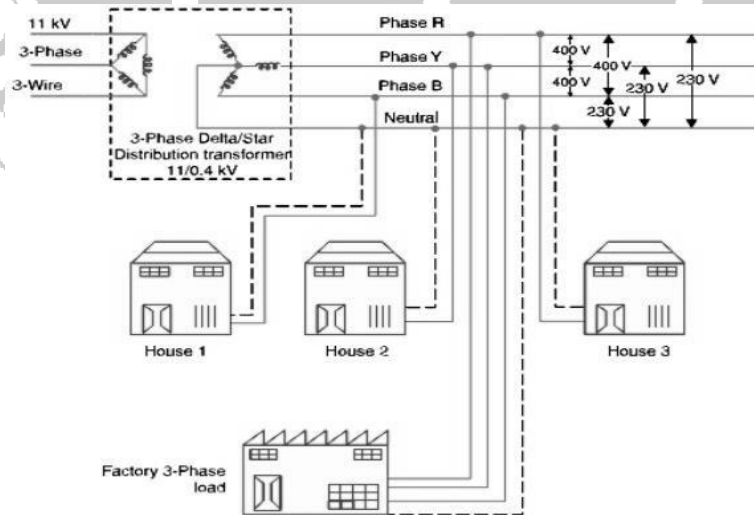 11 kV
3-Phase
3-Wire
3-Phase Delta/Star
Distribution transformer
11/0.4 kV
Phase R
Phase Y
Phase B
Neutral
400 V
400 V
400 V
230 V
230 V
230 V
House 1
House 2
House 3
Factory 3-Phase
load